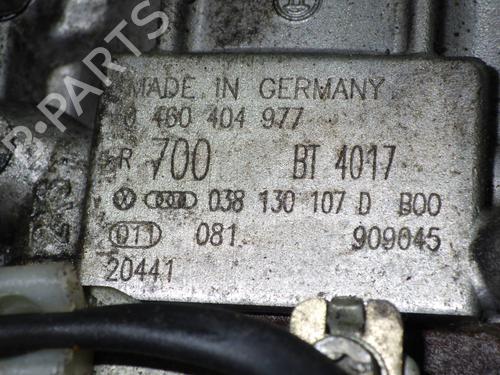 MADE IN GERMANY
0 460 404 977
R 700 BT 4017
038 130 107 D B00
011 081 909045
20441
B-PARTS